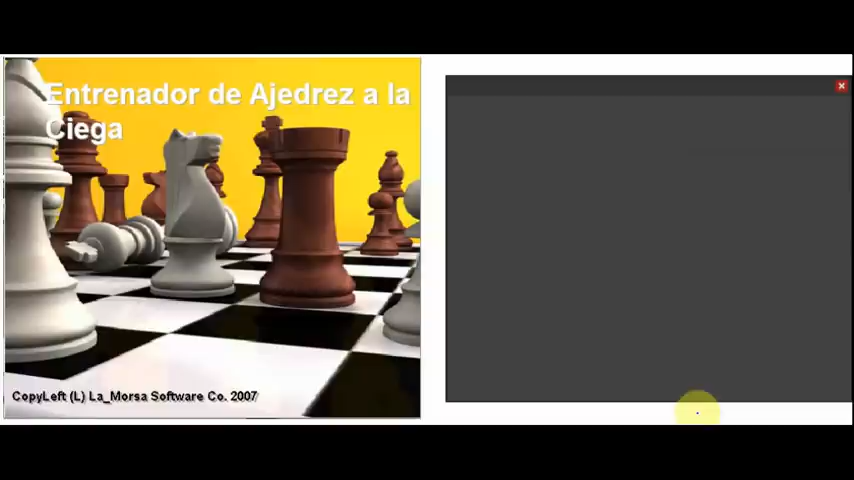 Entrenador de Ajedrez a la
Ciega
CopyLeft (L) La_Morsa Software Co. 2007